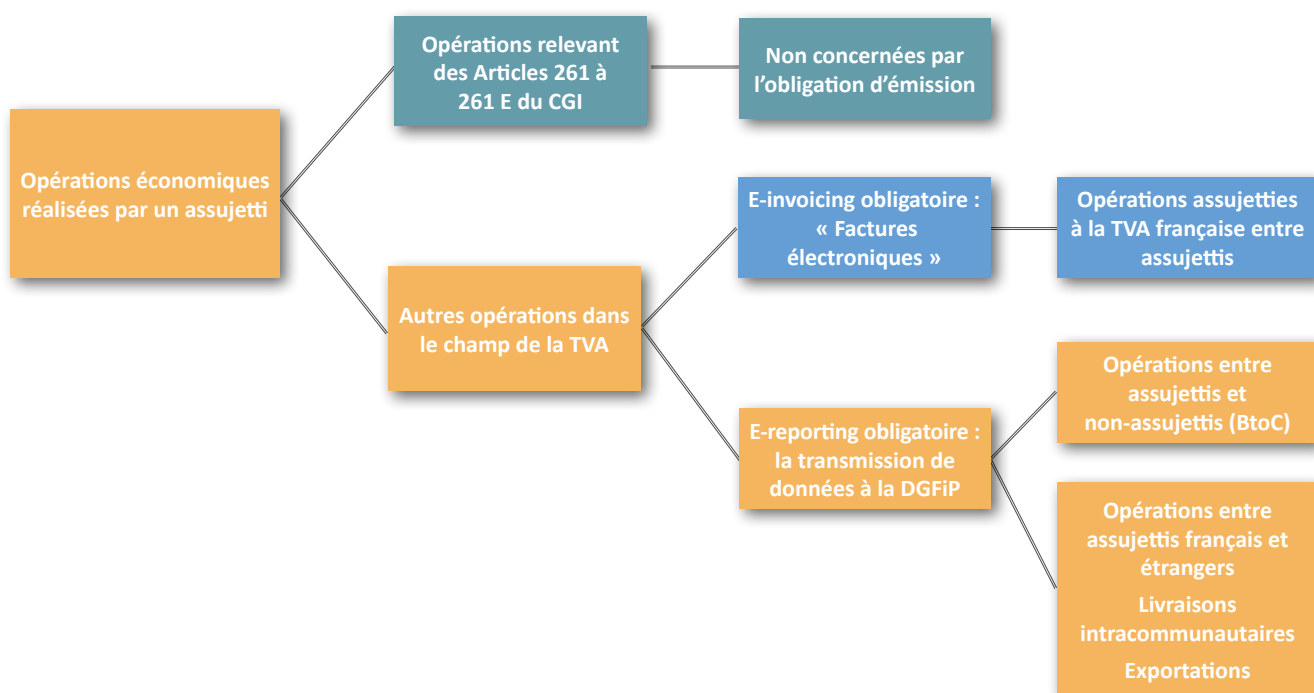 Opérations économiques
réalisées par un assujetti
Opérations relevant
des Articles 261 à
261 E du CGI
Non concernées par
l’obligation d’émission
Autres opérations dans
le champ de la TVA
E-invoicing obligatoire :
« Factures
électroniques »
Opérations assujetties
à la TVA française entre
assujettis
E-reporting obligatoire :
la transmission de
données à la DGFiP
Opérations entre
assujettis et
non-assujettis (BtoC)
Opérations entre
assujettis français et
étrangers
Livraisons
intracommunautaires
Exportations